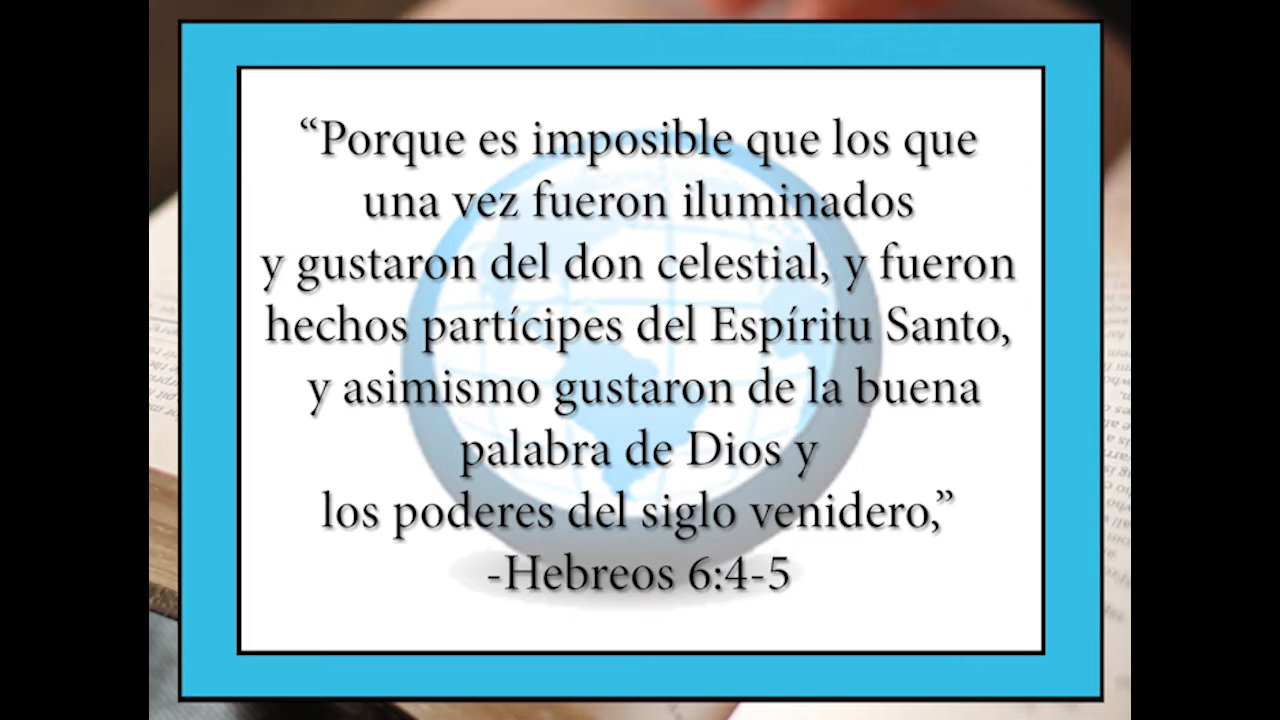 “Porque es imposible que los que
una vez fueron iluminados
y gustaron del don celestial, y fueron
hechos partícipes del Espíritu Santo,
y asimismo gustaron de la buena
palabra de Dios y
los poderes del siglo venidero,”
-Hebreos 6:4-5